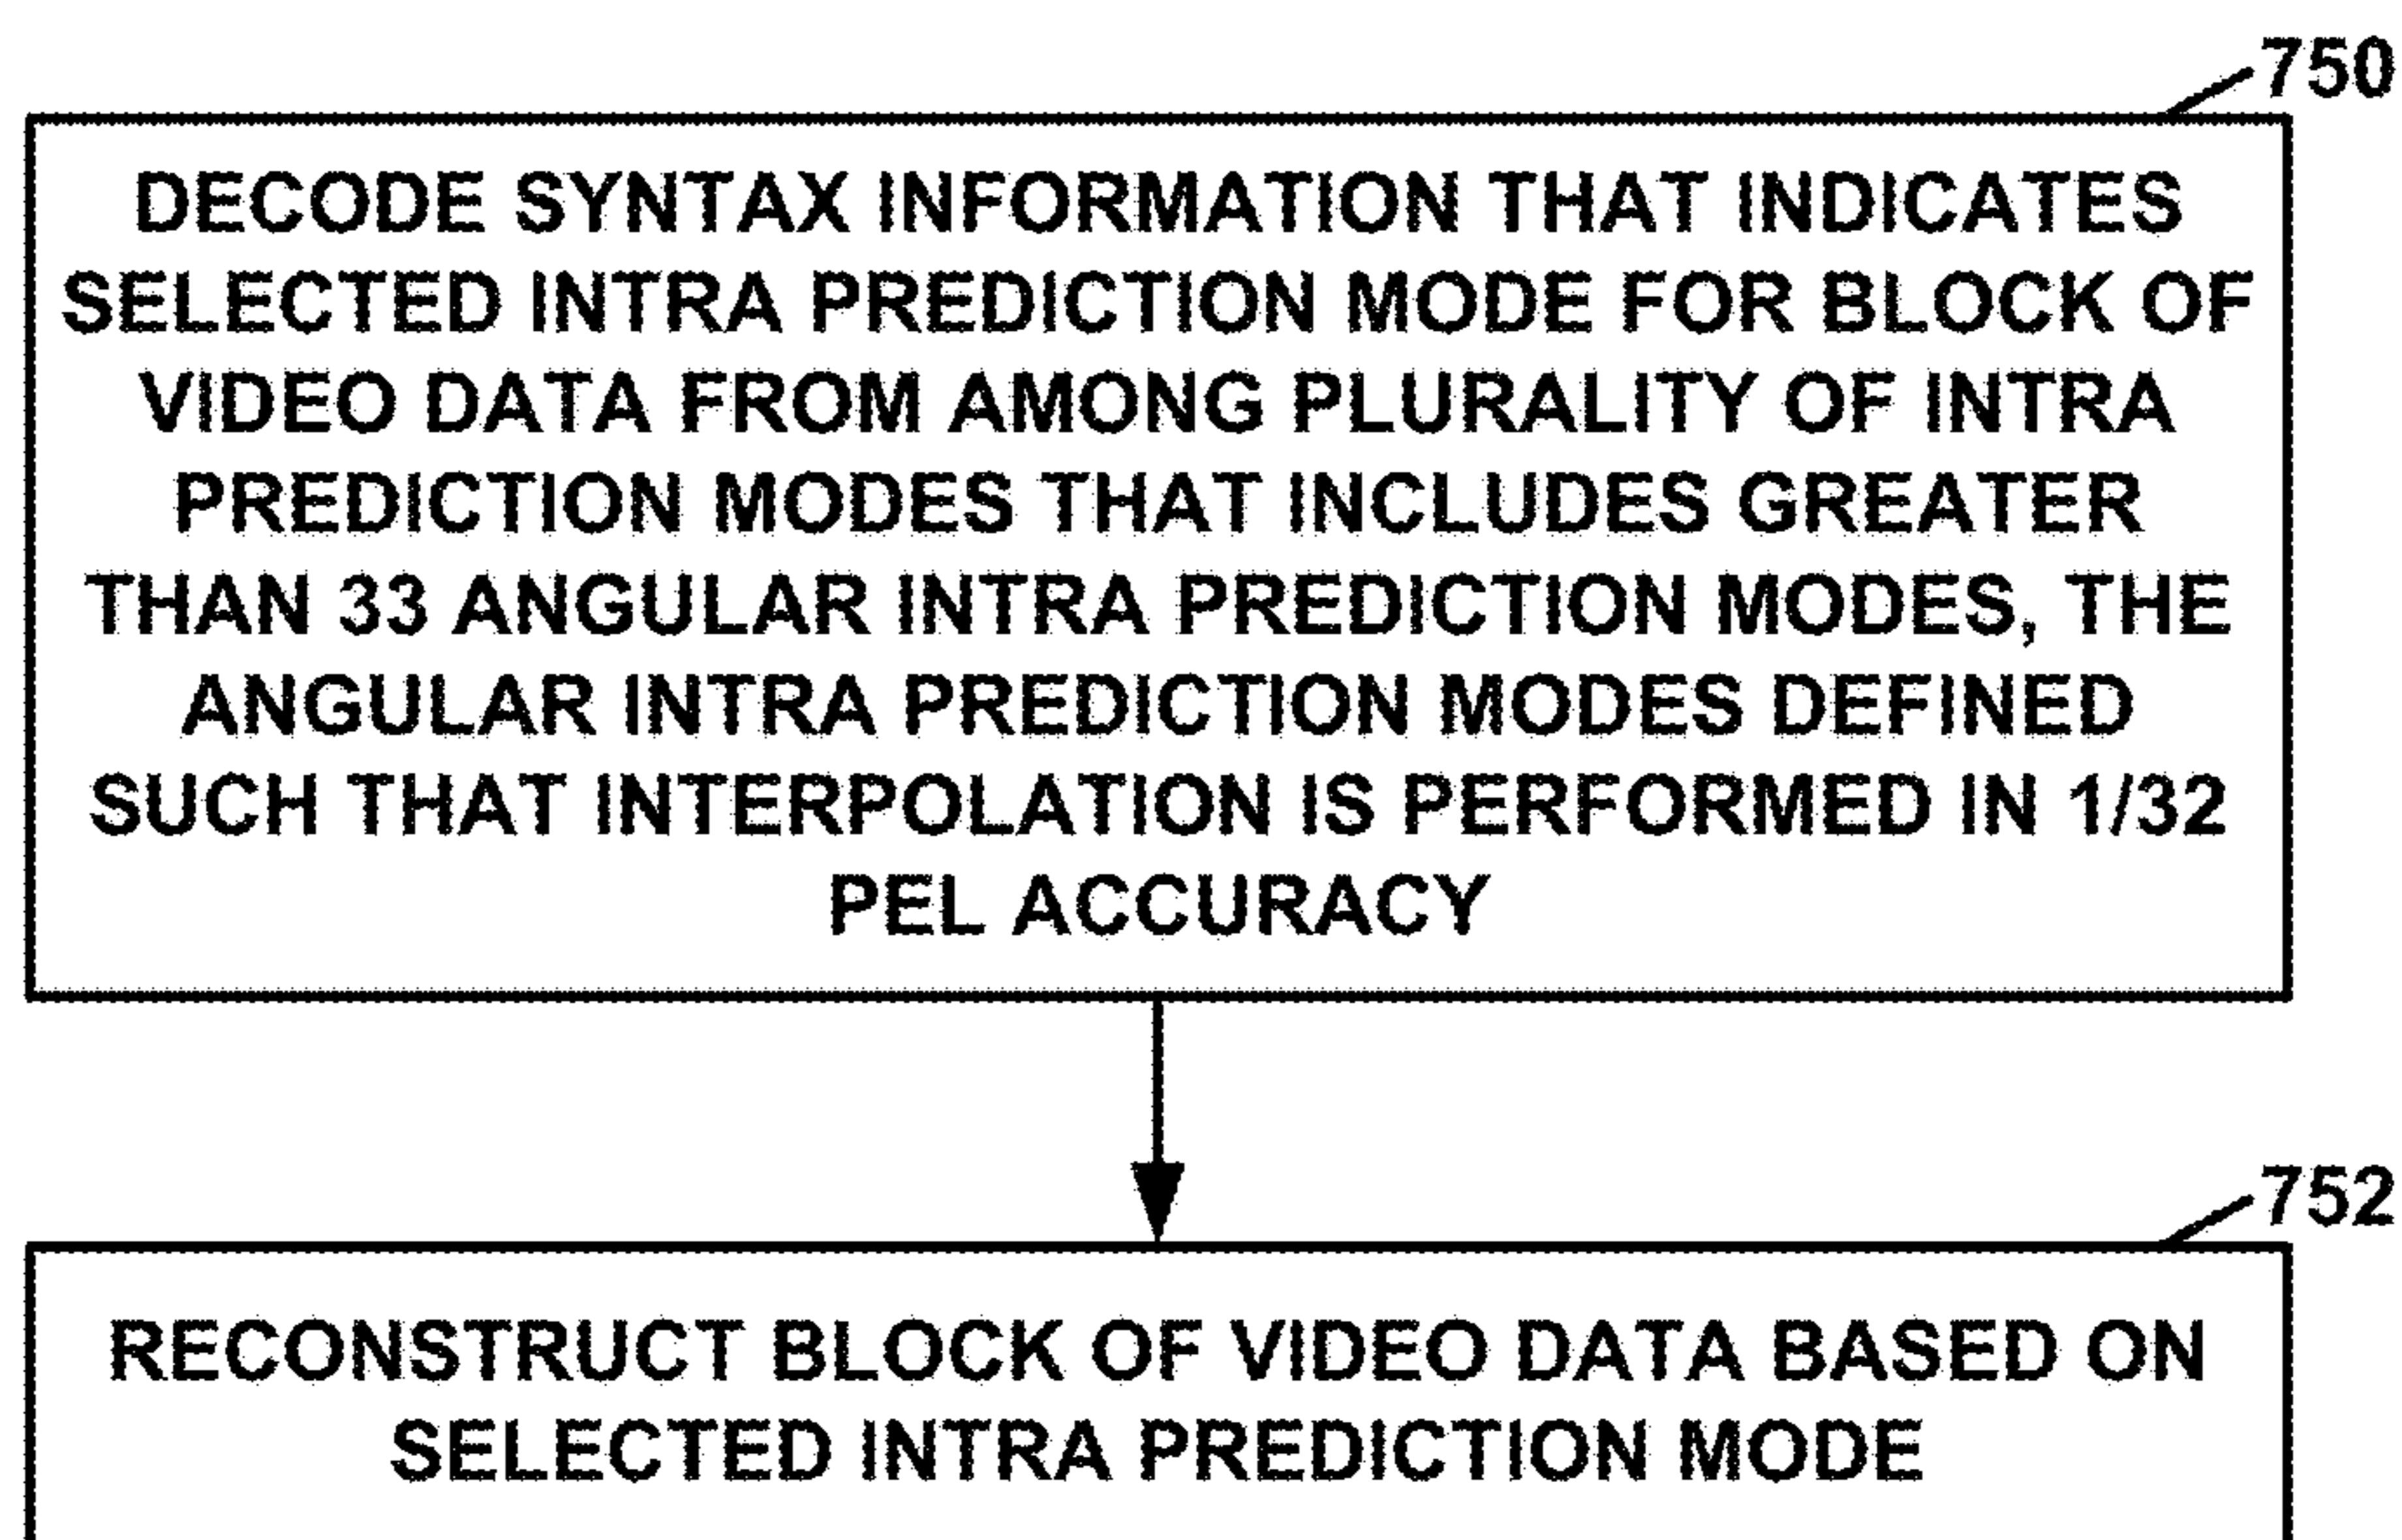 750
DECODE SYNTAX INFORMATION THAT INDICATES
SELECTED INTRA PREDICTION MODE FOR BLOCK OF
VIDEO DATA FROM AMONG PLURALITY OF INTRA
PREDICTION MODES THAT INCLUDES GREATER
THAN 33 ANGULAR INTRA PREDICTION MODES, THE
ANGULAR INTRA PREDICTION MODES DEFINED
SUCH THAT INTERPOLATION IS PERFORMED IN 1/32
PEL ACCURACY
752
RECONSTRUCT BLOCK OF VIDEO DATA BASED ON
SELECTED INTRA PREDICTION MODE